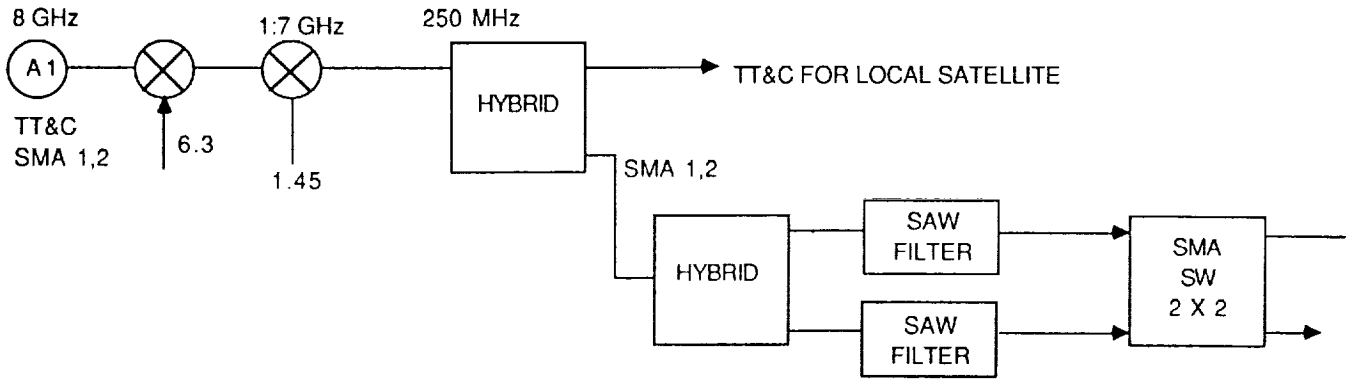 8 GHz
1:7 GHz
250 MHz
A1
HYBRID
TT&C FOR LOCAL SATELLITE
TT&C
SMA 1,2
6.3
1.45
SMA 1,2
HYBRID
SAW
FILTER
SAW
FILTER
SMA
SW
2 X 2